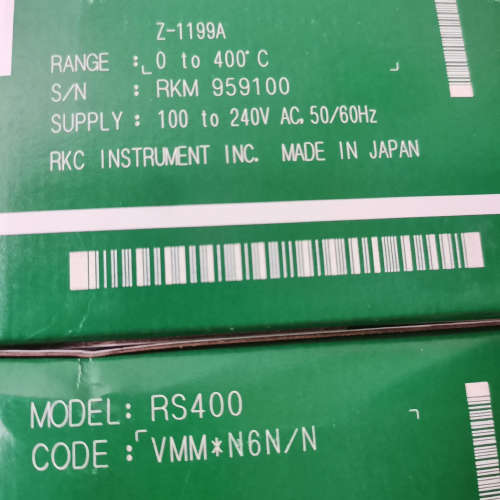 Z-1199A
RANGE : 0 to 400°C
S/N : RKM 959100
SUPPLY : 100 to 240V AC, 50/60Hz
RKC INSTRUMENT INC. MADE IN JAPAN
MODEL: RS400
CODE : VMM*N6N/N